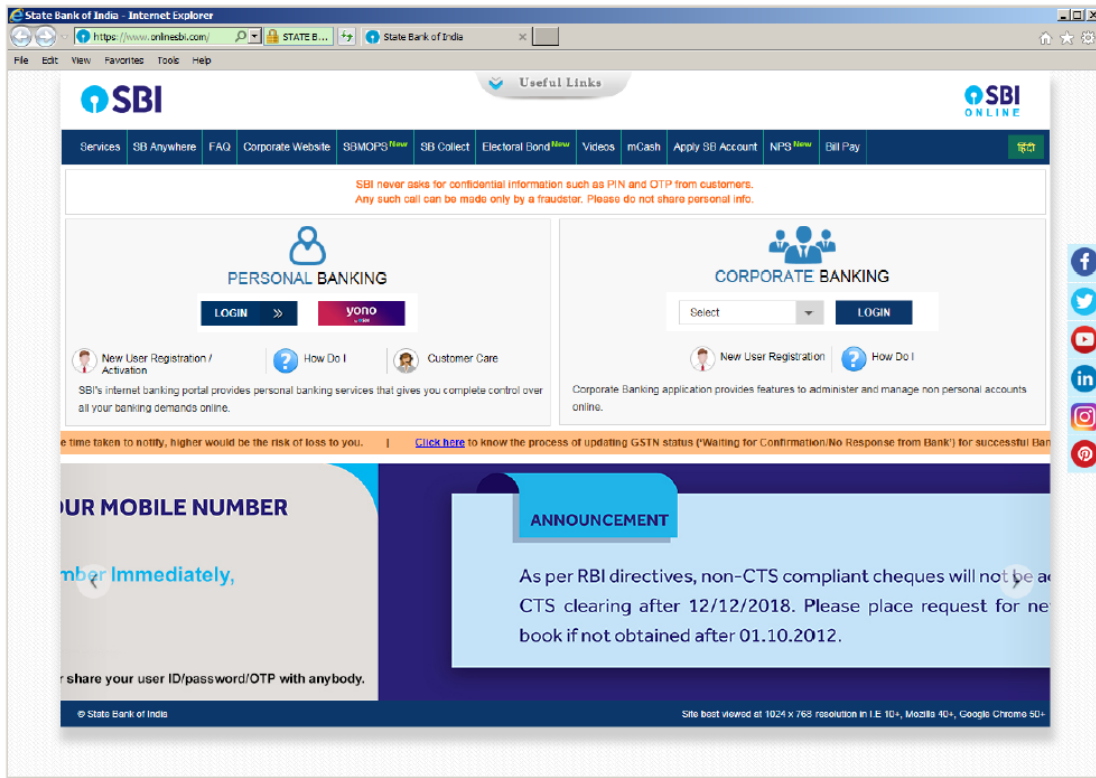 State Bank of India - Internet Explorer
https://www.onlinesbi.com/
STATE B...
State Bank of India
File Edit View Favorites Tools Help
Useful Links
SBI
SBI
ONLINE
Services SB Anywhere FAQ Corporate Website SBMOPS New SB Collect Electoral Bond New Videos mCash Apply SB Account NPS New Bill Pay हिंदी
SBI never asks for confidential information such as PIN and OTP from customers.
Any such call can be made only by a fraudster. Please do not share personal info.
PERSONAL BANKING
LOGIN »
yono
New User Registration /
Activation
How Do I
Customer Care
SBI's internet banking portal provides personal banking services that gives you complete control over
all your banking demands online.
CORPORATE BANKING
Select
LOGIN
New User Registration
How Do I
Corporate Banking application provides features to administer and manage non personal accounts
online.
e time taken to notify, higher would be the risk of loss to you. | Click here to know the process of updating GSTN status ('Waiting for Confirmation/No Response from Bank') for successful Ban
UR MOBILE NUMBER
mber Immediately,
r share your user ID/password/OTP with anybody.
ANNOUNCEMENT
As per RBI directives, non-CTS compliant cheques will not be a
CTS clearing after 12/12/2018. Please place request for ne
book if not obtained after 01.10.2012.
© State Bank of India
Site best viewed at 1024 x 768 resolution in I.E 10+, Mozilla 40+, Google Chrome 50+